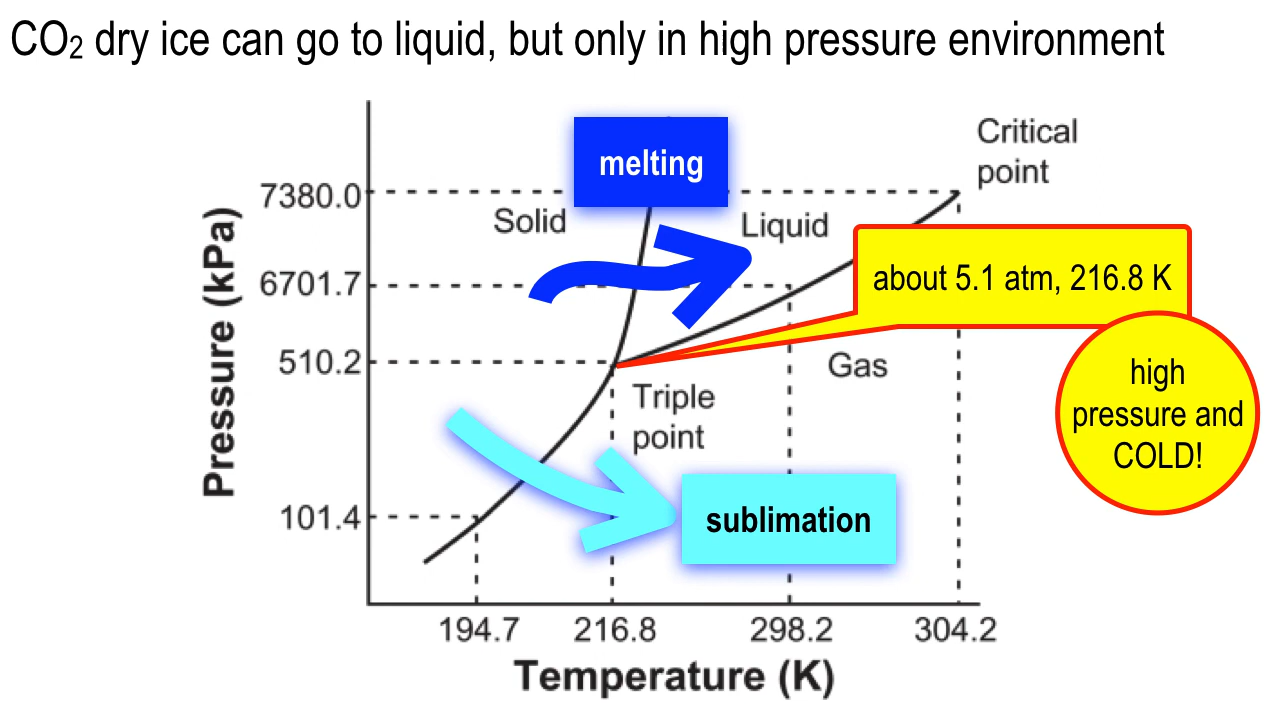 CO₂ dry ice can go to liquid, but only in high pressure environment
Critical
point
melting
7380.0
Solid
Liquid
about 5.1 atm, 216.8 K
6701.7
510.2
Gas
high
pressure and
COLD!
Triple
point
Pressure (kPa)
101.4
sublimation
194.7
216.8
298.2
304.2
Temperature (K)